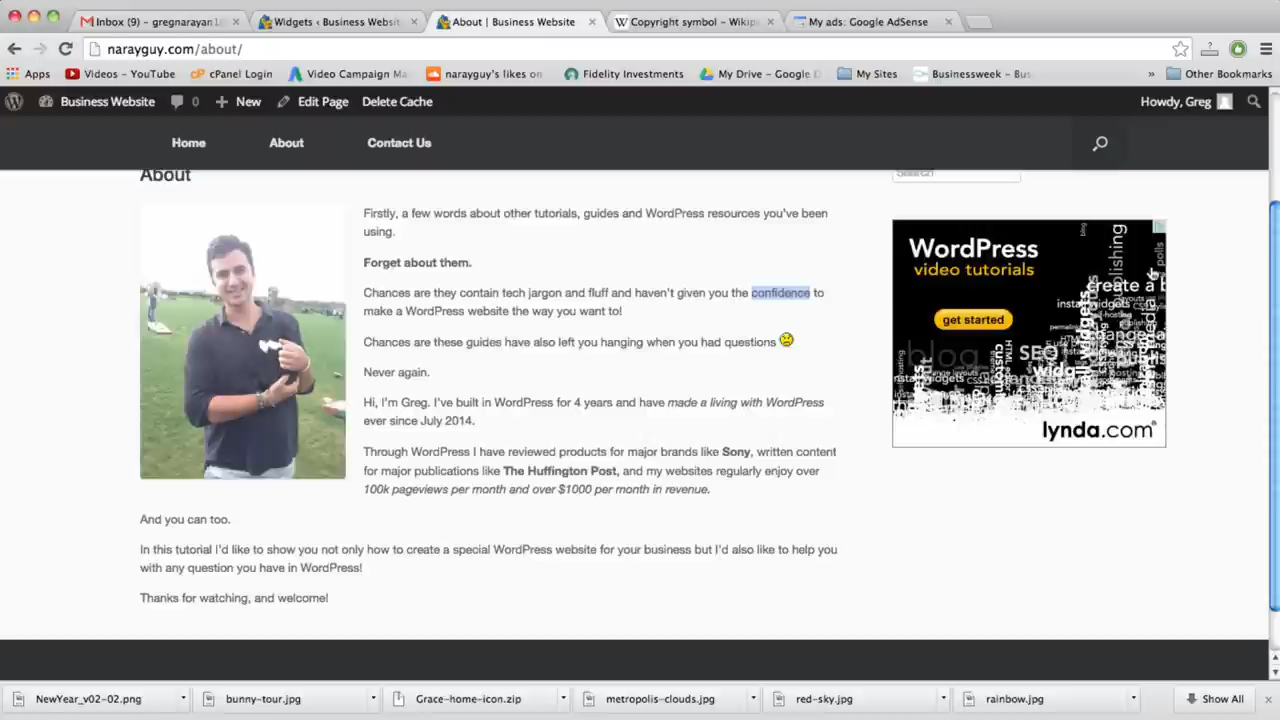 Inbox (9) - gregnarayan
Widgets ‹ Business Websit
About | Business Website
Copyright symbol - Wikip
My ads: Google AdSense
narayguy.com/about/
Apps
Videos - YouTube
cPanel Login
Video Campaign Ma
narayguy's likes on
Fidelity Investments
My Drive - Google D
My Sites
Businessweek - Bus
»
Other Bookmarks
Business Website
0
+ New
Edit Page
Delete Cache
Howdy, Greg
Home
About
Contact Us
About
Search
Firstly, a few words about other tutorials, guides and WordPress resources you've been
using.
Forget about them.
Chances are they contain tech jargon and fluff and haven't given you the confidence to
make a WordPress website the way you want to!
Chances are these guides have also left you hanging when you had questions
Never again.
Hi, I'm Greg. I've built in WordPress for 4 years and have made a living with WordPress
ever since July 2014.
Through WordPress I have reviewed products for major brands like Sony, written content
for major publications like The Huffington Post, and my websites regularly enjoy over
100k pageviews per month and over $1000 per month in revenue.
And you can too.
In this tutorial I'd like to show you not only how to create a special WordPress website for your business but I'd also like to help you
with any question you have in WordPress!
Thanks for watching, and welcome!
WordPress
video tutorials
get started
blog
SEO
publishing
polls
create a b
install widgets
lynda.com
NewYear_v02-02.png
bunny-tour.jpg
Grace-home-icon.zip
metropolis-clouds.jpg
red-sky.jpg
rainbow.jpg
Show All